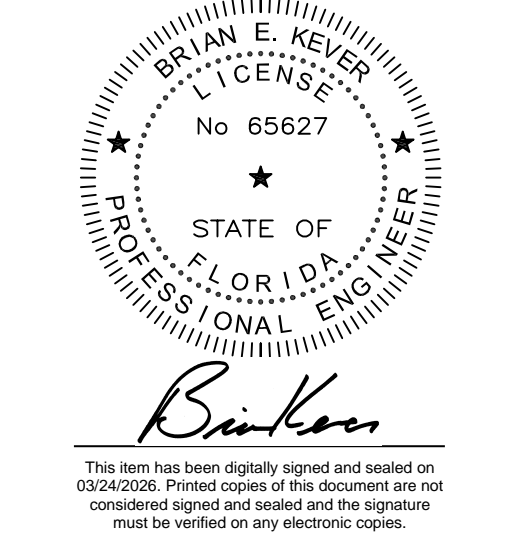 BRIAN E. KEVER
LICENSE
No 65627
STATE OF
FLORIDA
PROFESSIONAL ENGINEER
Brian Kever
This item has been digitally signed and sealed on
03/24/2026. Printed copies of this document are not
considered signed and sealed and the signature
must be verified on any electronic copies.